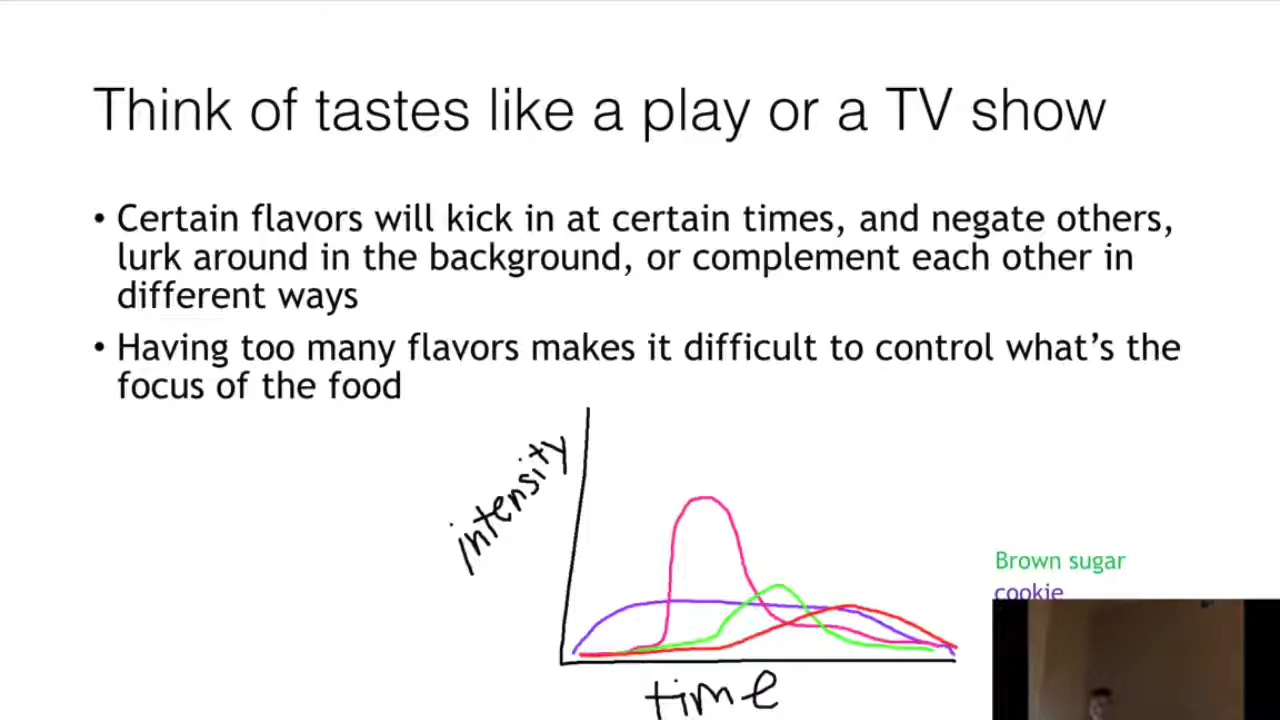 Think of tastes like a play or a TV show
• Certain flavors will kick in at certain times, and negate others,
lurk around in the background, or complement each other in
different ways
• Having too many flavors makes it difficult to control what's the
focus of the food
intensity
time
Brown sugar
cookie